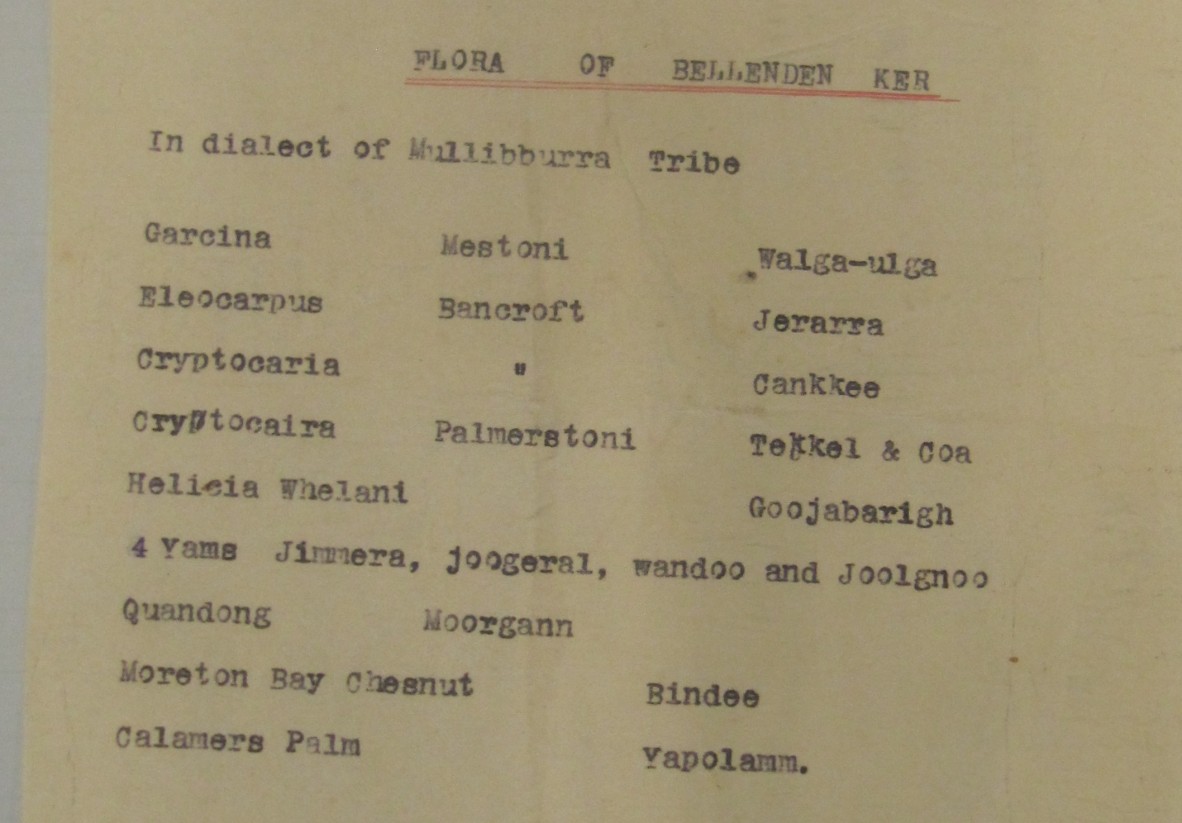 FLORA OF BELLENDEN KER
In dialect of Mullibburra Tribe
Garcina Mestoni Walga-ulga
Eleocarpus Bancroft Jerarra
Cryptocaria " Cankkee
Cryptocaira Palmerstoni Tekkel & Coa
Helicia Whelani Goojabarigh
4 Yams Jimmera, joogeral, wandoo and Joolgnoo
Quandong Moorgann
Moreton Bay Chesnut Bindee
Calamers Palm Yapolamm.